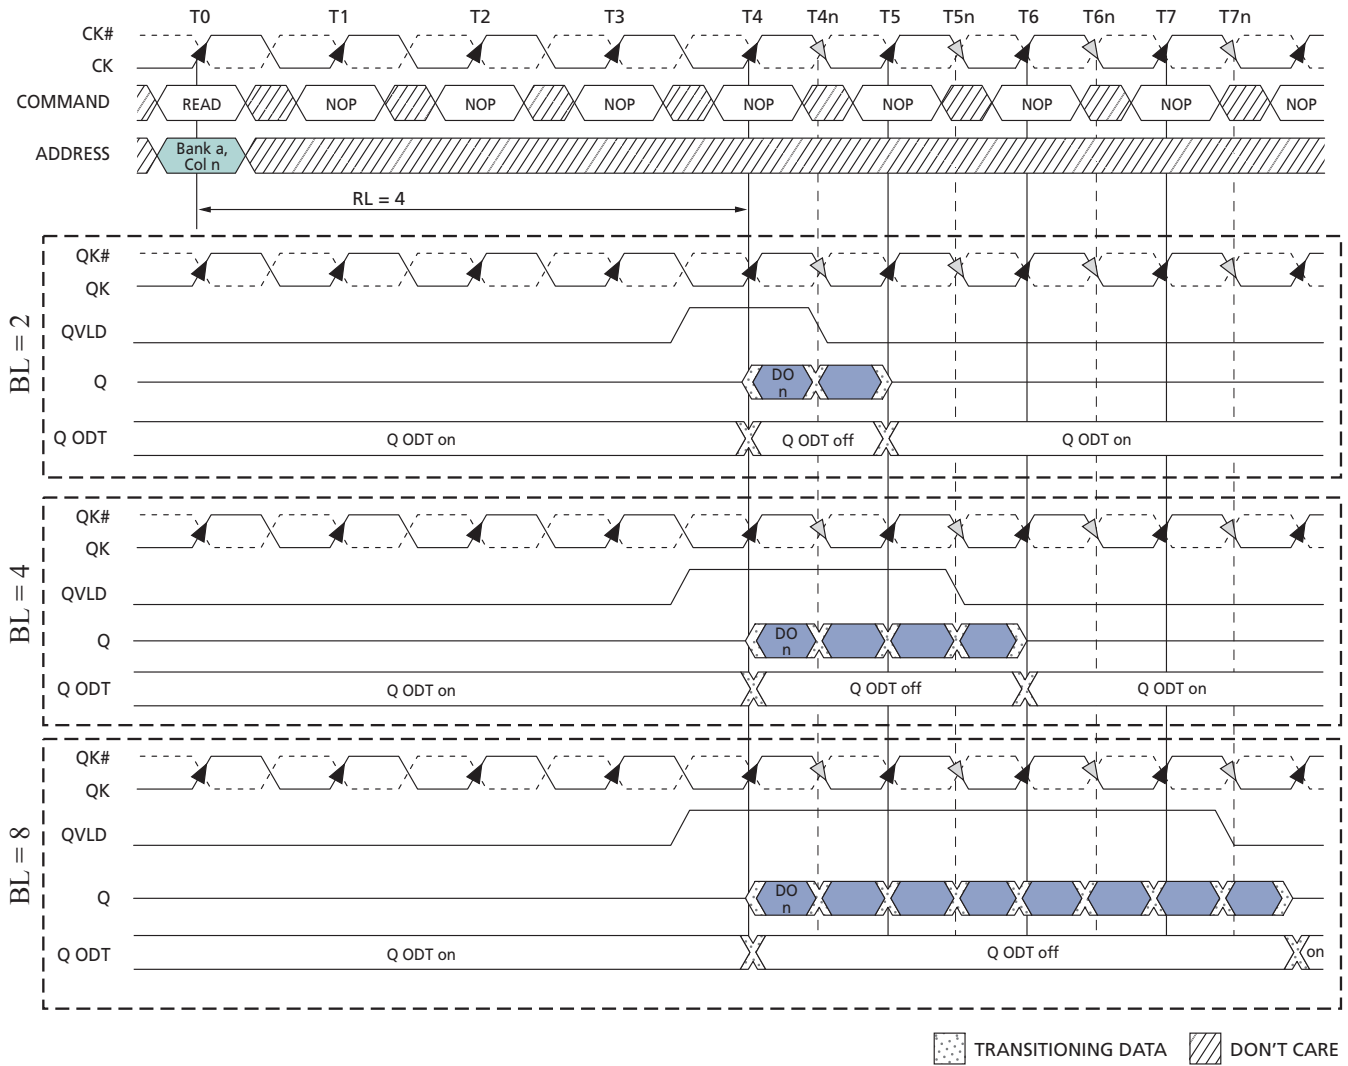 T0 T1 T2 T3 T4 T4n T5 T5n T6 T6n T7 T7n
CK#
CK
COMMAND READ NOP NOP NOP NOP NOP NOP NOP NOP
ADDRESS Bank a,
Col n
RL = 4
BL = 2
QK#
QK
QVLD
Q DO
n
Q ODT Q ODT on Q ODT off Q ODT on
BL = 4
QK#
QK
QVLD
Q DO
n
Q ODT Q ODT on Q ODT off Q ODT on
BL = 8
QK#
QK
QVLD
Q DO
n
Q ODT Q ODT on Q ODT off on
TRANSITIONING DATA DON'T CARE